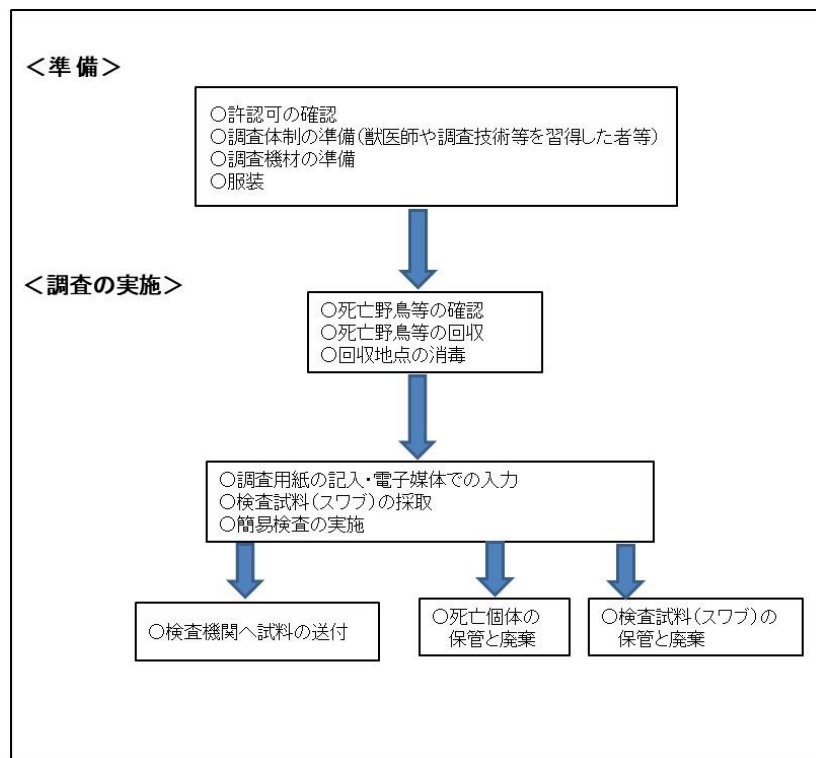 ＜準 備＞
○許認可の確認
○調査体制の準備(獣医師や調査技術等を習得した者等)
○調査機材の準備
○服装
＜調査の実施＞
○死亡野鳥等の確認
○死亡野鳥等の回収
○回収地点の消毒
○調査用紙の記入・電子媒体での入力
○検査試料(スワブ)の採取
○簡易検査の実施
○検査機関へ試料の送付
○死亡個体の
保管と廃棄
○検査試料(スワブ)の
保管と廃棄